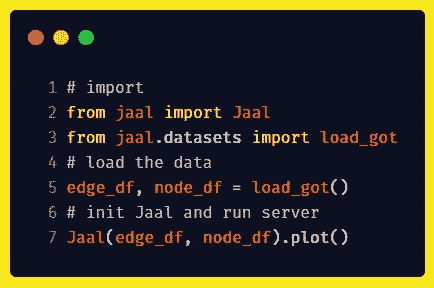 1 # import
2 from jaal import Jaal
3 from jaal.datasets import load_got
4 # load the data
5 edge_df, node_df = load_got()
6 # init Jaal and run server
7 Jaal(edge_df, node_df).plot()